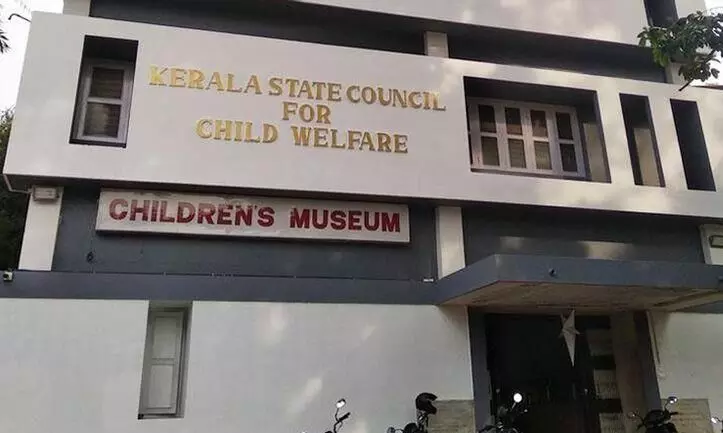 KERALA STATE COUNCIL
FOR
CHILD WELFARE
CHILDREN'S MUSEUM